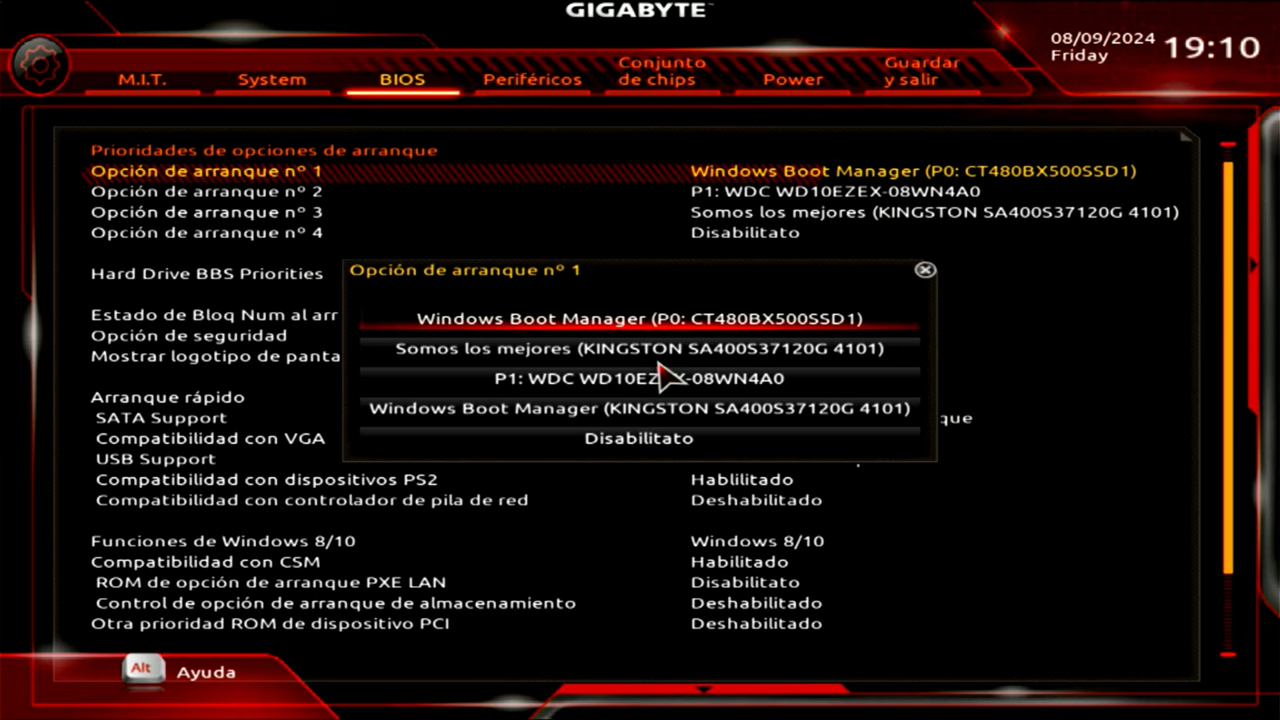 GIGABYTE
08/09/2024
Friday
19:10
M.I.T.
System
BIOS
Periféricos
Conjunto
de chips
Power
Guardar
y salir
Prioridades de opciones de arranque
Opción de arranque nº 1 Windows Boot Manager (P0: CT480BX500SSD1)
Opción de arranque nº 2 P1: WDC WD10EZEX-08WN4A0
Opción de arranque nº 3 Somos los mejores (KINGSTON SA400S37120G 4101)
Opción de arranque nº 4 Disabilitato
Hard Drive BBS Priorities
Estado de Bloq Num al arr
Opción de seguridad
Mostrar logotipo de panta
Arranque rápido
SATA Support que
Compatibilidad con VGA
USB Support
Compatibilidad con dispositivos PS2 Hablilitado
Compatibilidad con controlador de pila de red Deshabilitado
Funciones de Windows 8/10 Windows 8/10
Compatibilidad con CSM Habilitado
ROM de opción de arranque PXE LAN Disabilitato
Control de opción de arranque de almacenamiento Deshabilitado
Otra prioridad ROM de dispositivo PCI Deshabilitado
Opción de arranque nº 1
Windows Boot Manager (P0: CT480BX500SSD1)
Somos los mejores (KINGSTON SA400S37120G 4101)
P1: WDC WD10EZEX-08WN4A0
Windows Boot Manager (KINGSTON SA400S37120G 4101)
Disabilitato
Alt Ayuda